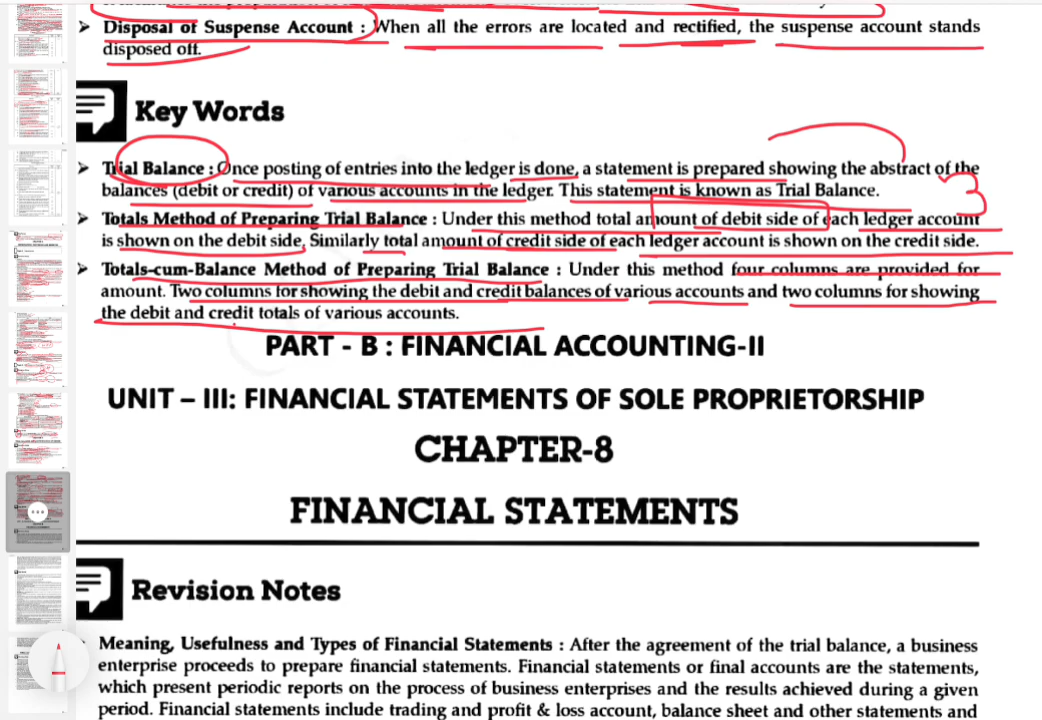 Disposal of Suspense Account : When all the errors are located and rectified, the suspense account stands
disposed off.
Key Words
Trial Balance : Once posting of entries into the ledger is done, a statement is prepared showing the abstract of the
balances (debit or credit) of various accounts in the ledger. This statement is known as Trial Balance.
Totals Method of Preparing Trial Balance : Under this method total amount of debit side of each ledger account
is shown on the debit side, Similarly total amount of credit side of each ledger account is shown on the credit side.
Totals-cum-Balance Method of Preparing Trial Balance : Under this method four columns are provided for
amount. Two columns for showing the debit and credit balances of various accounts and two columns for showing
the debit and credit totals of various accounts.
PART - B : FINANCIAL ACCOUNTING-II
UNIT – III: FINANCIAL STATEMENTS OF SOLE PROPRIETORSHIP
CHAPTER-8
FINANCIAL STATEMENTS
Revision Notes
Meaning, Usefulness and Types of Financial Statements : After the agreement of the trial balance, a business
enterprise proceeds to prepare financial statements. Financial statements or final accounts are the statements,
which present periodic reports on the process of business enterprises and the results achieved during a given
period. Financial statements include trading and profit & loss account, balance sheet and other statements and